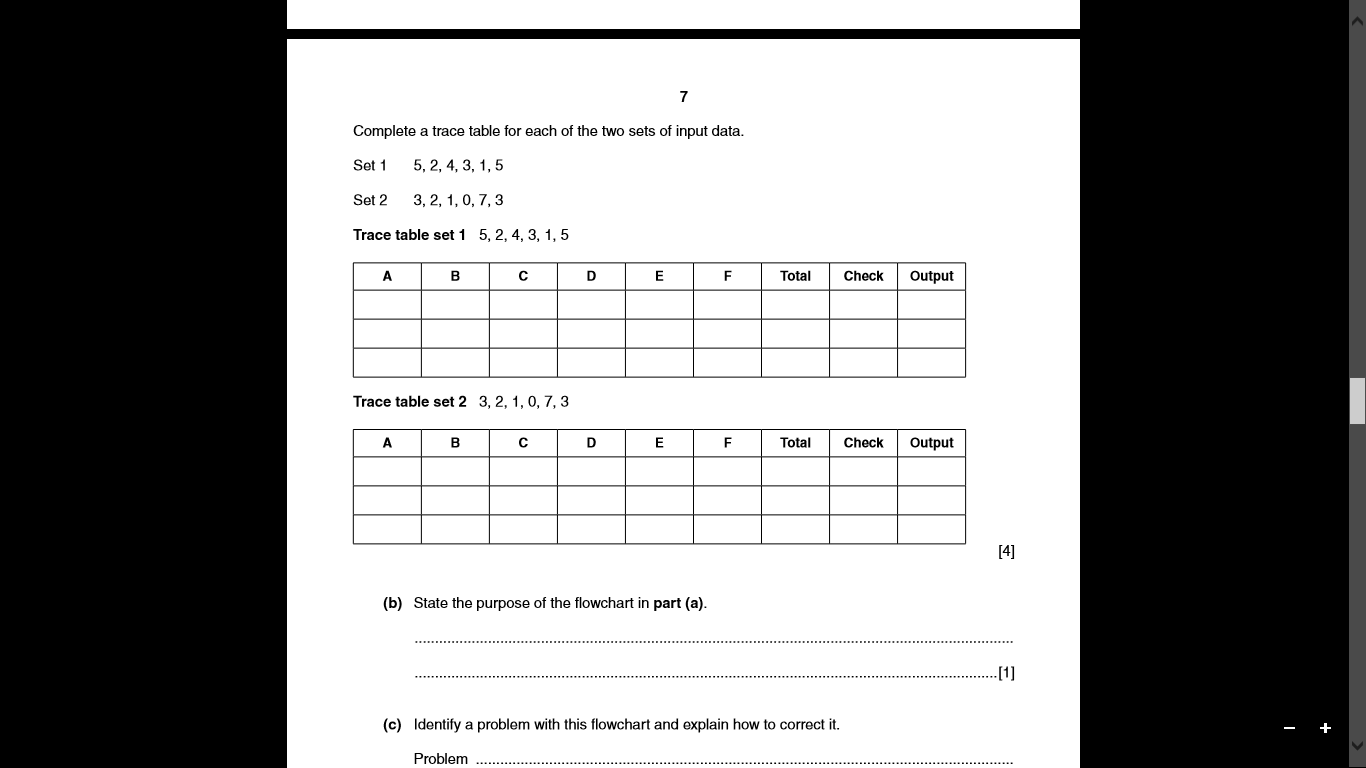 7
Complete a trace table for each of the two sets of input data.
Set 1 5, 2, 4, 3, 1, 5
Set 2 3, 2, 1, 0, 7, 3
Trace table set 1 5, 2, 4, 3, 1, 5
A B C D E F Total Check Output
Trace table set 2 3, 2, 1, 0, 7, 3
A B C D E F Total Check Output
[4]
(b) State the purpose of the flowchart in part (a).
[1]
(c) Identify a problem with this flowchart and explain how to correct it.
Problem